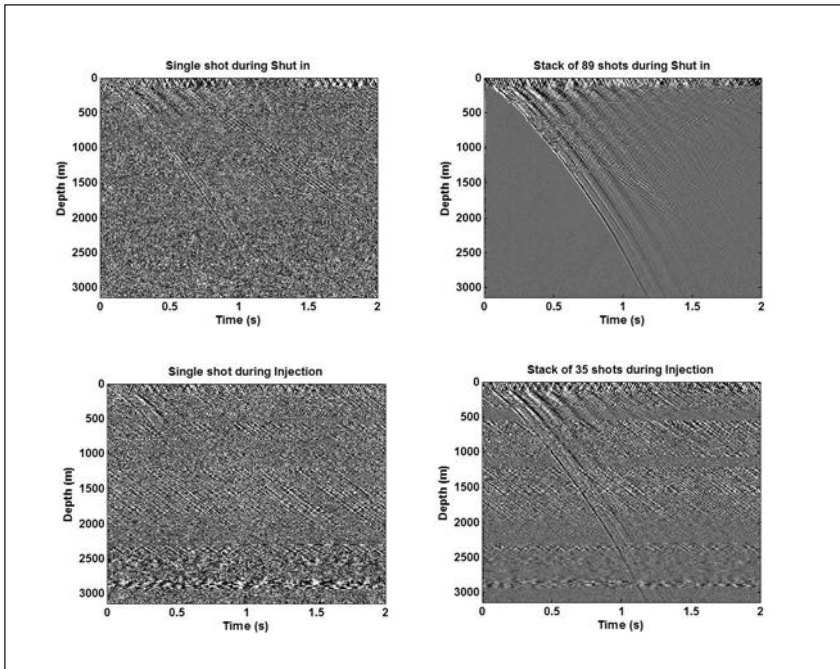 Single shot during Shut in
0
500
1000
1500
2000
2500
3000
Depth (m)
0 0.5 1 1.5 2
Time (s)
Stack of 89 shots during Shut in
0
500
1000
1500
2000
2500
3000
Depth (m)
0 0.5 1 1.5 2
Time (s)
Single shot during Injection
0
500
1000
1500
2000
2500
3000
Depth (m)
0 0.5 1 1.5 2
Time (s)
Stack of 35 shots during Injection
0
500
1000
1500
2000
2500
3000
Depth (m)
0 0.5 1 1.5 2
Time (s)